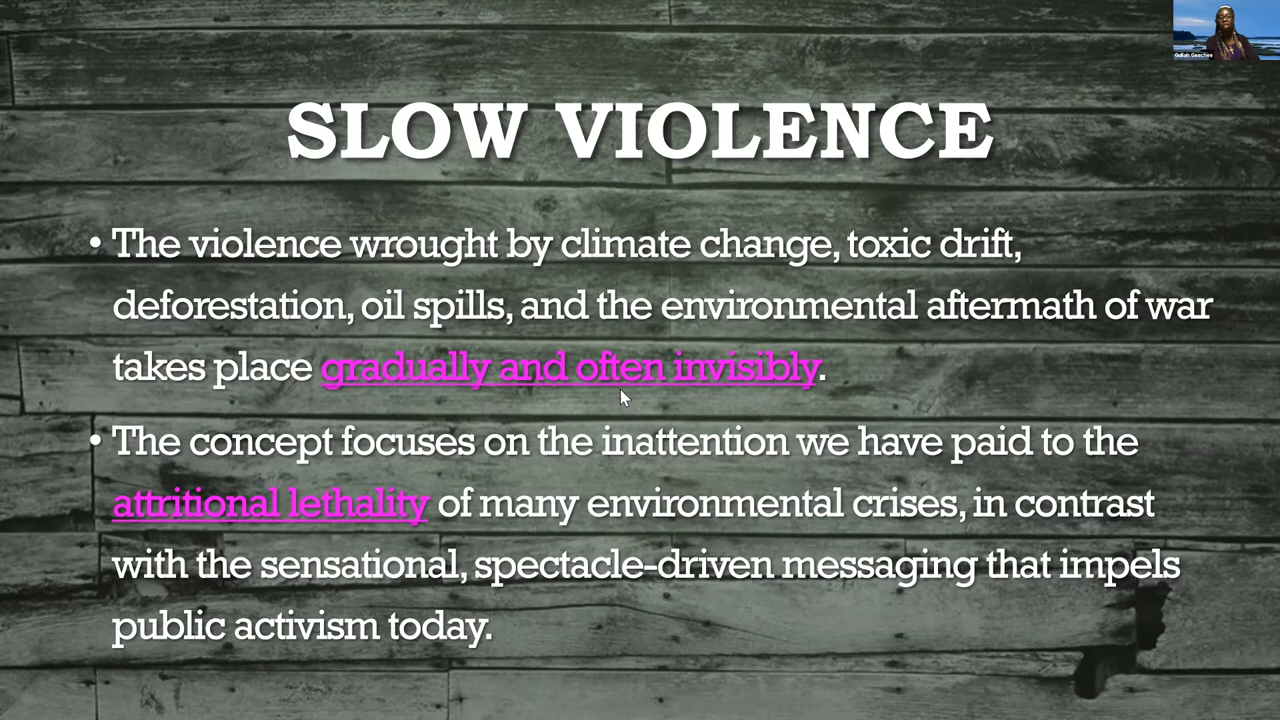 SLOW VIOLENCE
• The violence wrought by climate change, toxic drift,
deforestation, oil spills, and the environmental aftermath of war
takes place gradually and often invisibly.
• The concept focuses on the inattention we have paid to the
attritional lethality of many environmental crises, in contrast
with the sensational, spectacle-driven messaging that impels
public activism today.
Gullah Geechee